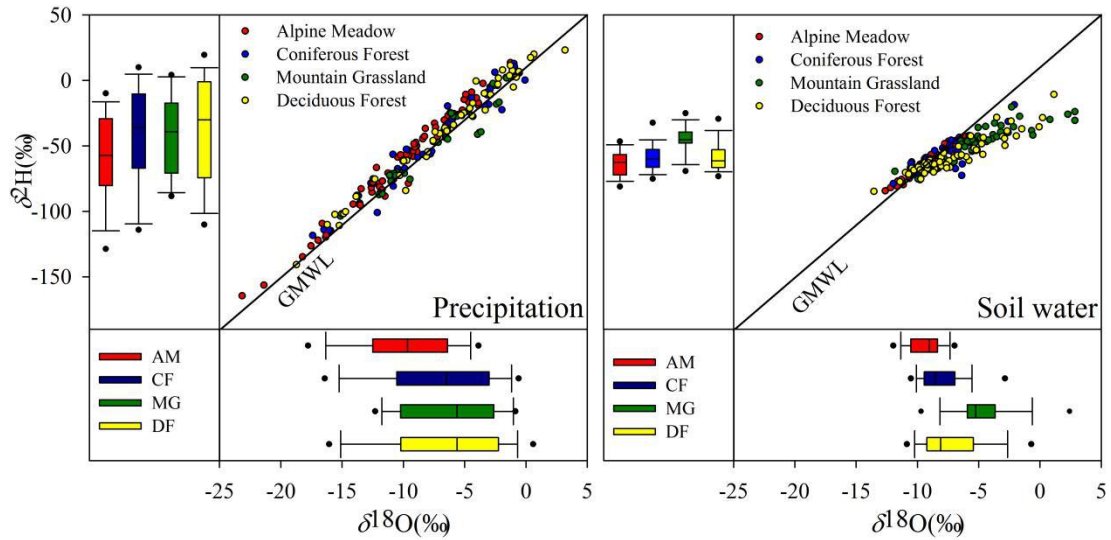 50
0
-50
-100
-150
δ²H(‰)
Alpine Meadow
Coniferous Forest
Mountain Grassland
Deciduous Forest
GMWL
Precipitation
AM
CF
MG
DF
-25 -20 -15 -10 -5 0 5
δ18O(‰)
Alpine Meadow
Coniferous Forest
Mountain Grassland
Deciduous Forest
GMWL
Soil water
AM
CF
MG
DF
-25 -20 -15 -10 -5 0 5
δ18O(‰)